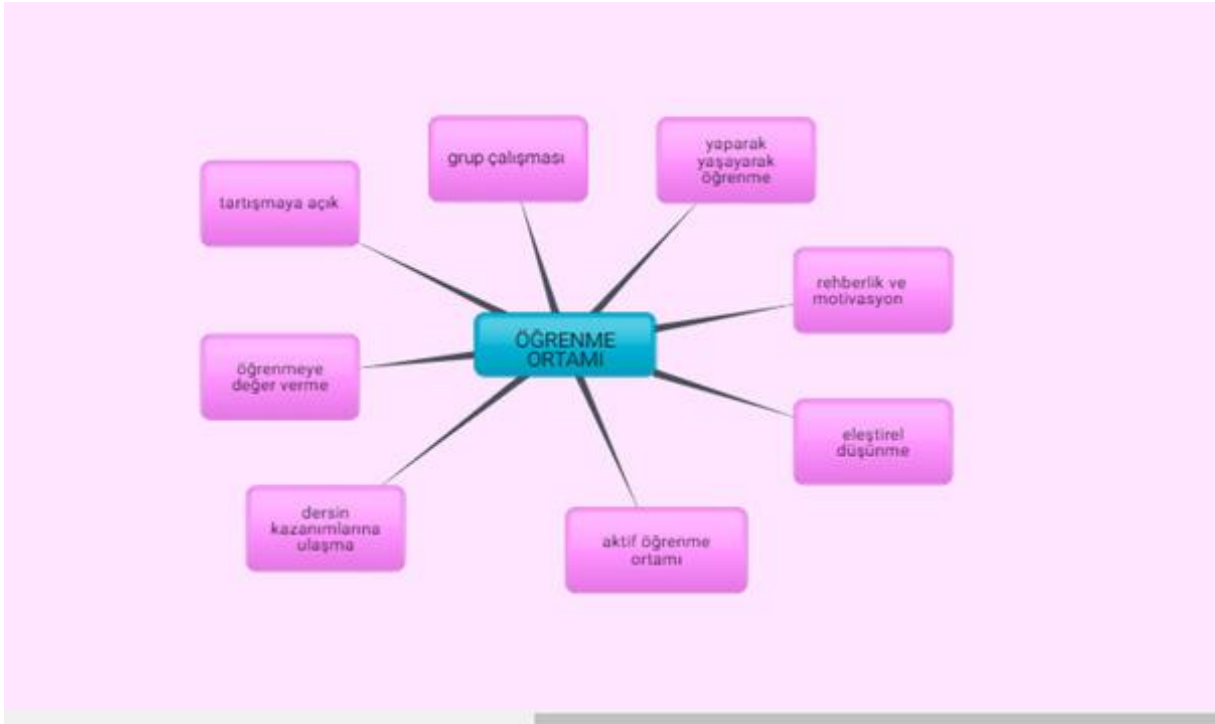 grup çalışması
yaparak
yaşayarak
öğrenme
tartışmaya açık
rehberlik ve
motivasyon
ÖĞRENME
ORTAMI
öğrenmeye
değer verme
eleştirel
düşünme
dersin
kazanımlarına
ulaşma
aktif öğrenme
ortamı